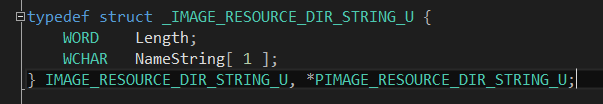 typedef struct _IMAGE_RESOURCE_DIR_STRING_U {
    WORD    Length;
    WCHAR   NameString[ 1 ];
} IMAGE_RESOURCE_DIR_STRING_U, *PIMAGE_RESOURCE_DIR_STRING_U;